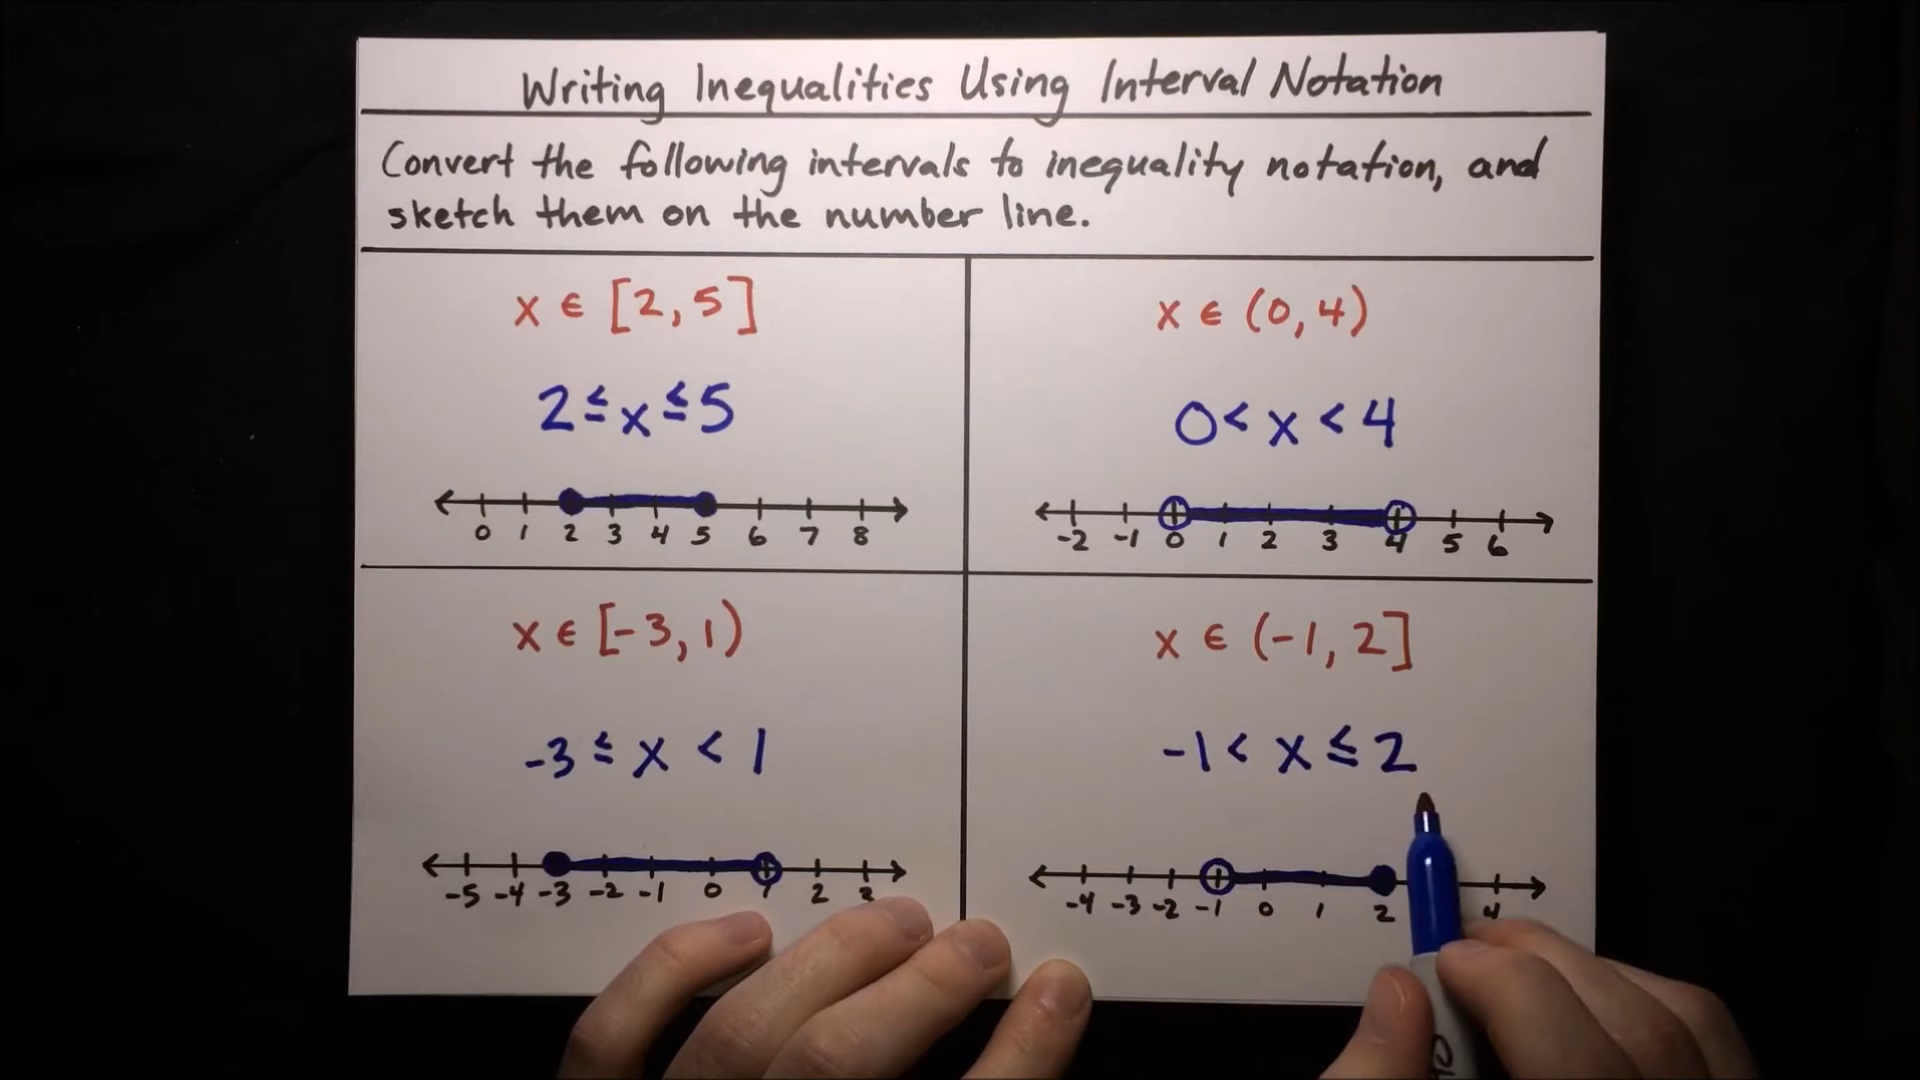 Writing Inequalities Using Interval Notation
Convert the following intervals to inequality notation, and
sketch them on the number line.
x ∈ [2, 5]
2 ≤ x ≤ 5
0 1 2 3 4 5 6 7 8
x ∈ (0, 4)
0 < x < 4
-2 -1 0 1 2 3 4 5 6
x ∈ [-3, 1)
-3 ≤ x < 1
-5 -4 -3 -2 -1 0 1 2 3
x ∈ (-1, 2]
-1 < x ≤ 2
-4 -3 -2 -1 0 1 2 4